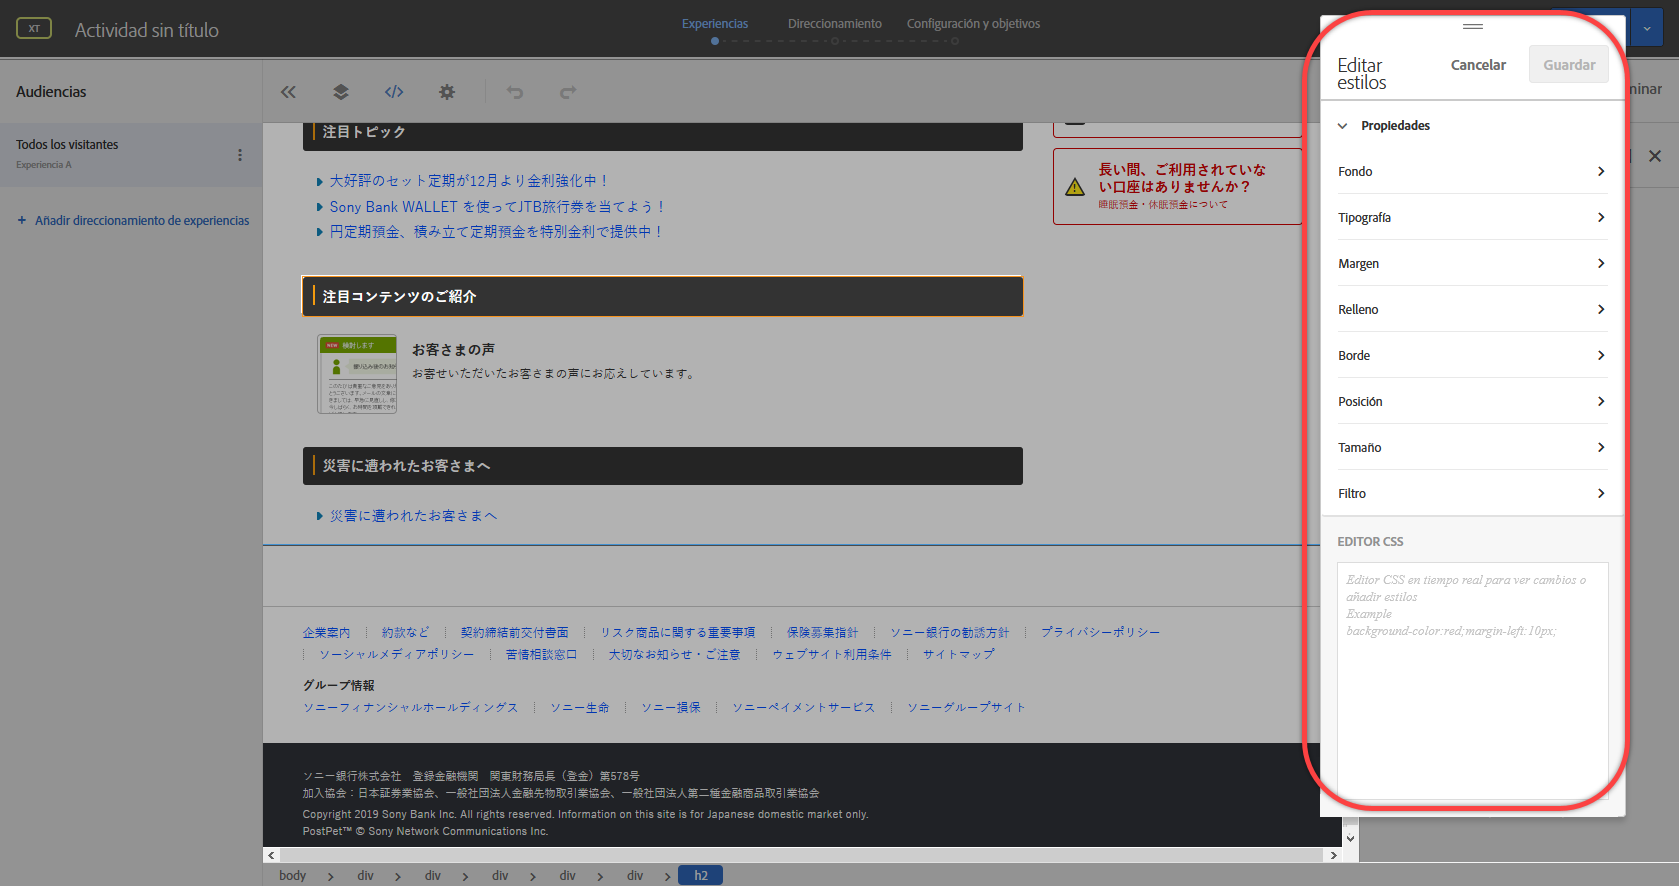 XT
Actividad sin título
Experiencias
Direccionamiento
Configuración y objetivos
Audiencias
Todos los visitantes
Experiencia A
+ Añadir direccionamiento de experiencias
注目トピック
大好評のセット定期が12月より金利強化中！
Sony Bank WALLET を使ってJTB旅行券を当てよう！
円定期預金、積み立て定期預金を特別金利で提供中！
長い間、ご利用されていな
い口座はありませんか？
睡眠預金・休眠預金について
注目コンテンツのご紹介
NEW 検討します
お客さまの声
お寄せいただいたお客さまの声にお応えしています。
災害に遭われたお客さまへ
災害に遭われたお客さまへ
企業案内
約款など
契約締結前交付書面
リスク商品に関する重要事項
保険募集指針
ソニー銀行の勧誘方針
プライバシーポリシー
ソーシャルメディアポリシー
苦情相談窓口
大切なお知らせ・ご注意
ウェブサイト利用条件
サイトマップ
グループ情報
ソニーフィナンシャルホールディングス
ソニー生命
ソニー損保
ソニーペイメントサービス
ソニーグループサイト
ソニー銀行株式会社　登録金融機関　関東財務局長（登金）第578号
加入協会：日本証券業協会、一般社団法人金融先物取引業協会、一般社団法人第二種金融商品取引業協会
Copyright 2019 Sony Bank Inc. All rights reserved. Information on this site is for Japanese domestic market only.
PostPet™ © Sony Network Communications Inc.
body
div
div
div
div
div
h2
Editar
estilos
Cancelar
Guardar
minar
Propiedades
Fondo
Tipografía
Margen
Relleno
Borde
Posición
Tamaño
Filtro
EDITOR CSS
Editor CSS en tiempo real para ver cambios o
añadir estilos
Example
background-color:red;margin-left:10px;